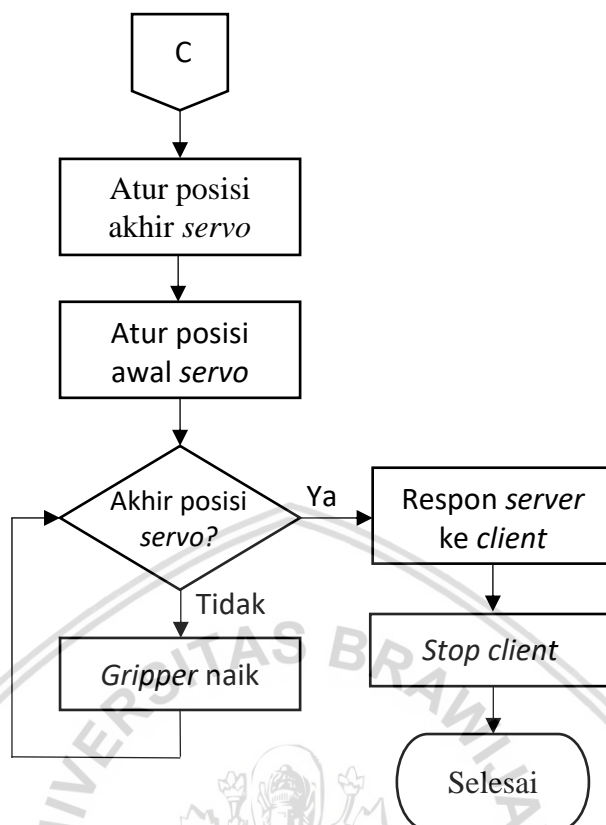 C
Atur posisi
akhir servo
Atur posisi
awal servo
Akhir posisi
servo?
Ya
Respon server
ke client
Tidak
Gripper naik
Stop client
Selesai